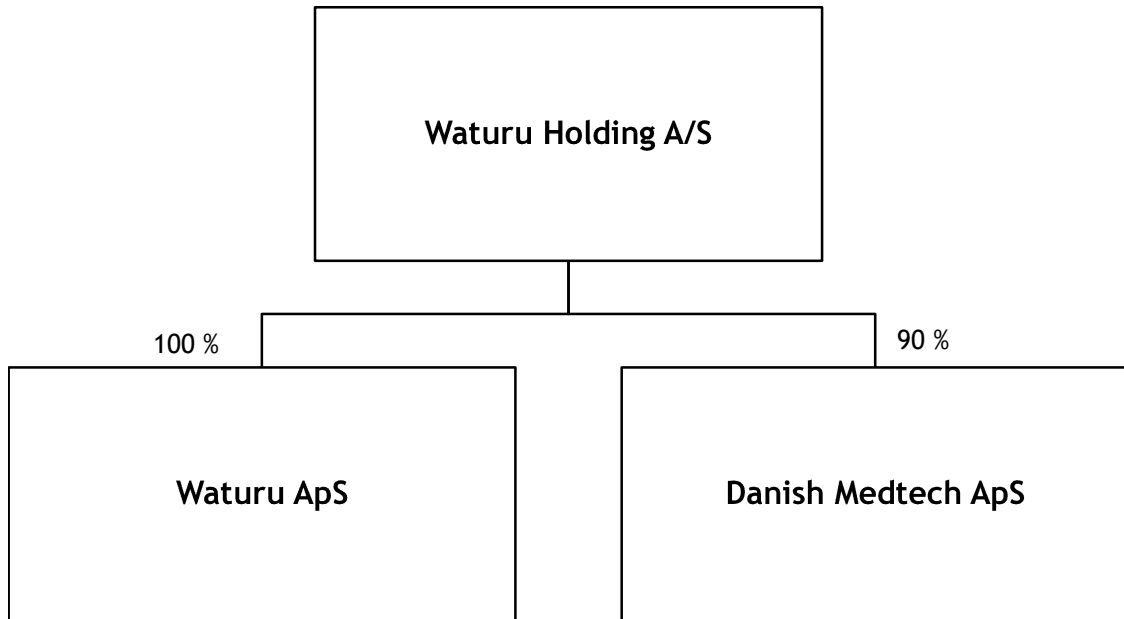 Waturu Holding A/S
100 %
90 %
Waturu ApS
Danish Medtech ApS